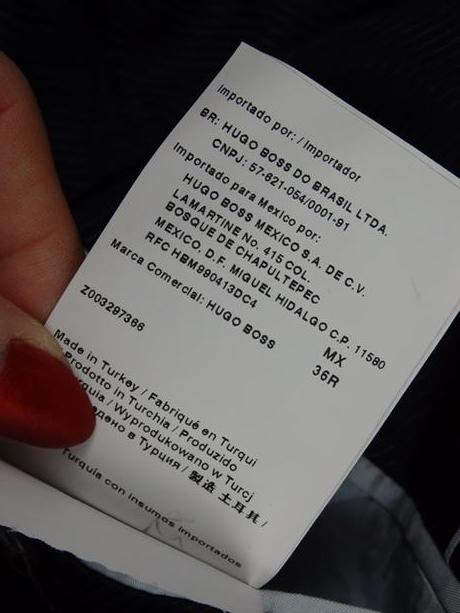 Importado por: / Importador
BR: HUGO BOSS DO BRASIL LTDA.
CNPJ: 57-621-054/0001-91
Importado para Mexico por:
HUGO BOSS MEXICO S.A. DE C.V.
LAMARTINE No. 415 COL.
BOSQUE DE CHAPULTEPEC
MEXICO, D.F. MIGUEL HIDALGO C.P. 11580
RFC HBM990413DC4
Marca Comercial: HUGO BOSS
MX
36R
Z003297366
Made in Turkey / Fabriqué en Turqui
Prodotto in Turchia / Produzido
/ Wyprodukowano w Turcj
в Турция / 製造 土耳其 /
Turquia con insumos importados